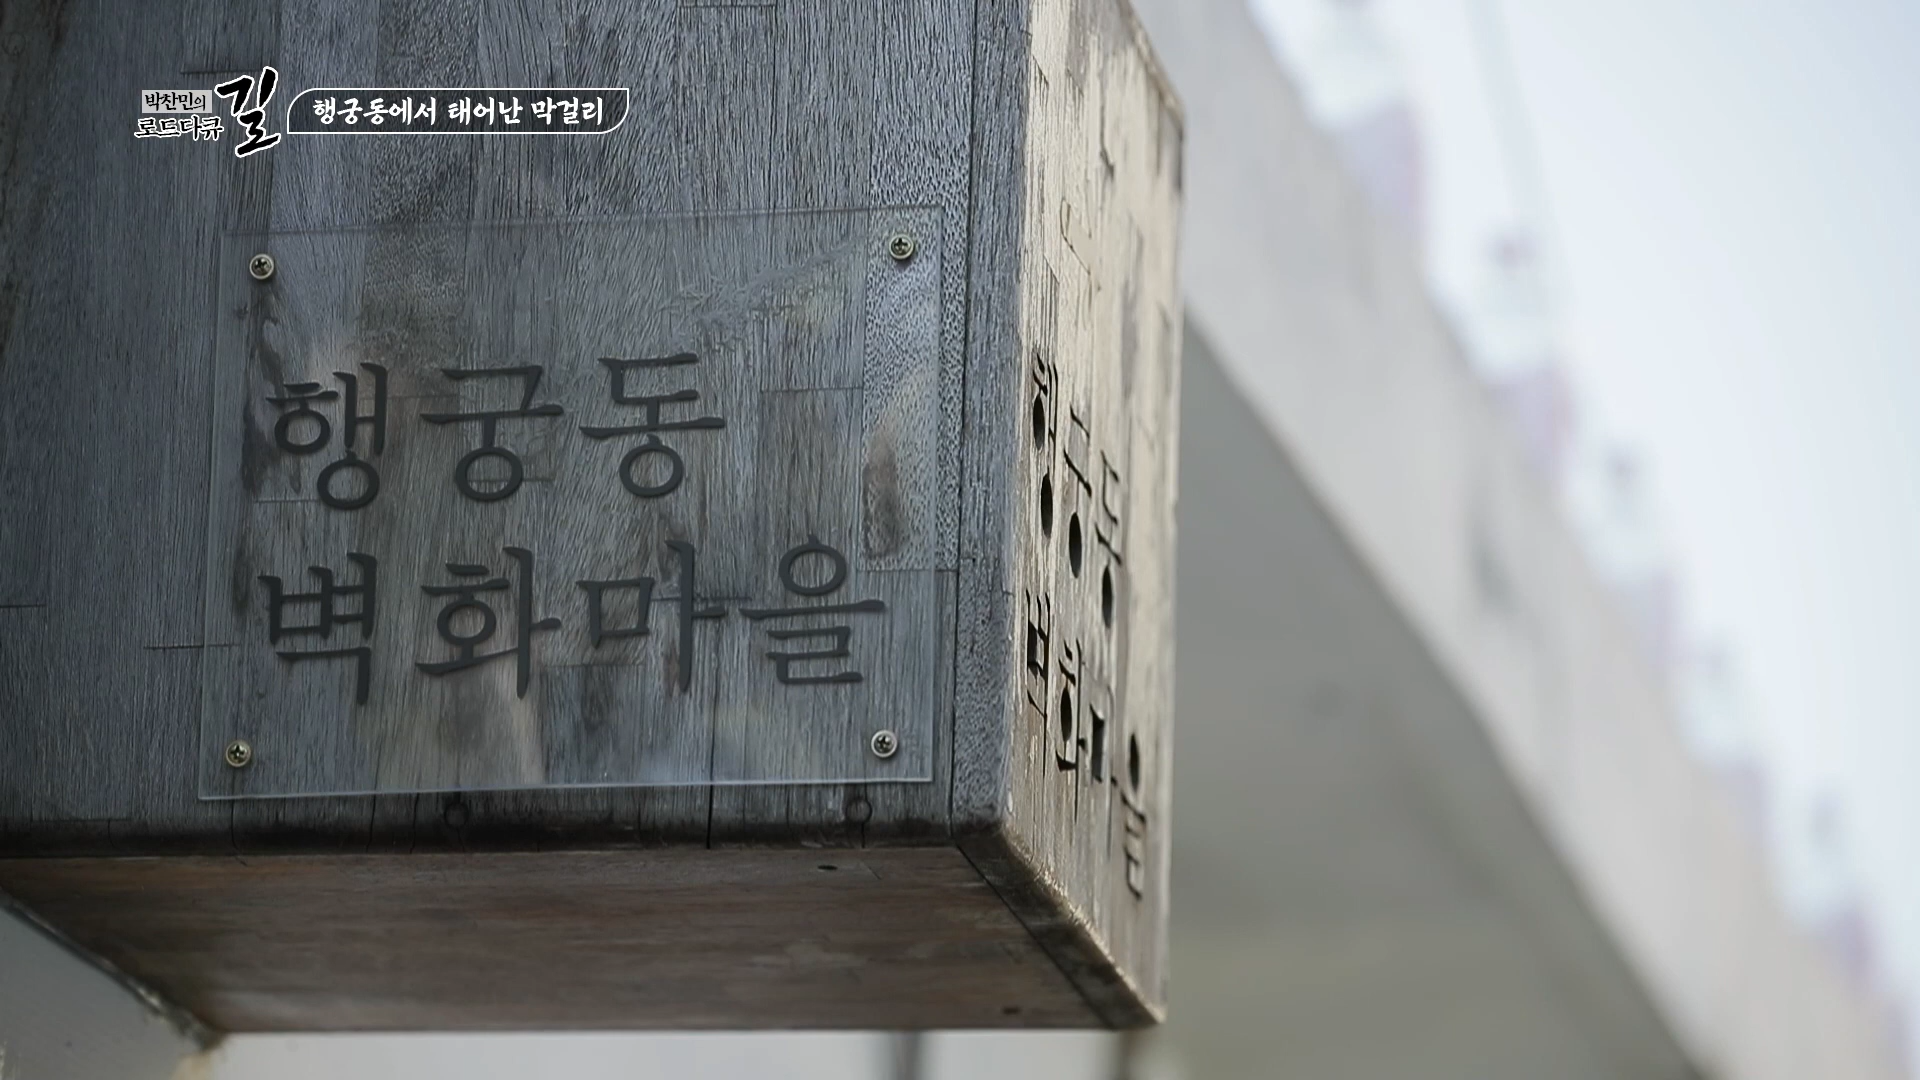 박찬민의
로드다큐
길
행궁동에서 태어난 막걸리
행궁동
벽화마을
행궁동
벽화마을